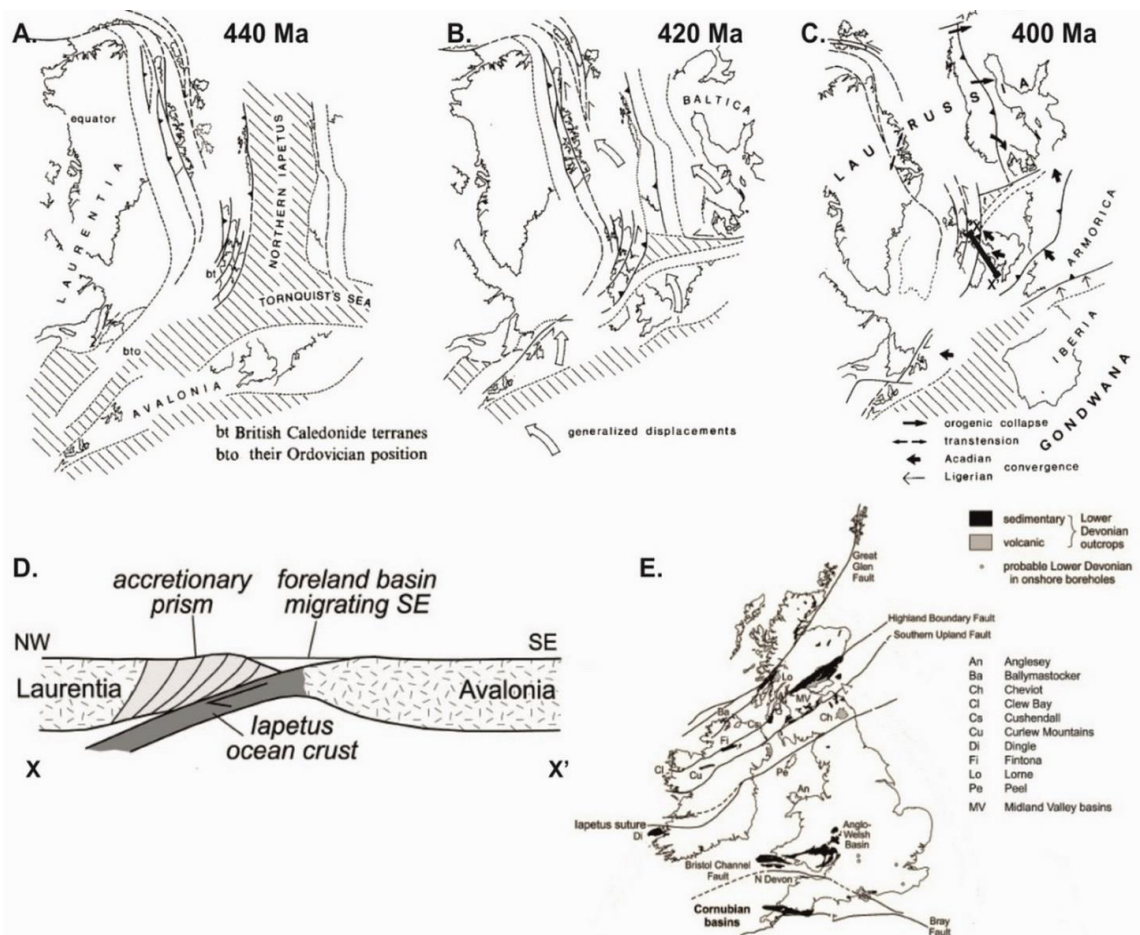 A.
440 Ma
equator
LAURENTIA
bt
bto
NORTHERN IAPETUS
TORNQUIST'S SEA
AVALONIA
bt British Caledonide terranes
bto their Ordovician position
B.
420 Ma
BALTICA
generalized displacements
C.
400 Ma
LAURUSSIA
X
X'
ARMORICA
IBERIA
GONDWANA
orogenic collapse
transtension
Acadian
Ligerian
convergence
D.
accretionary
prism
foreland basin
migrating SE
NW
SE
Laurentia
Avalonia
Iapetus
ocean crust
X
X'
E.
sedimentary
volcanic
Lower
Devonian
outcrops
probable Lower Devonian
in onshore boreholes
Great
Glen
Fault
Highland Boundary Fault
Southern Upland Fault
Lo
MV
Ba
Cs
Ch
Fi
Cl
Cu
Pe
An
Iapetus suture
Di
Anglo-
Welsh
Basin
Bristol Channel
Fault
N Devon
Cornubian
basins
Bray
Fault
An Anglesey
Ba Ballymastocker
Ch Cheviot
Cl Clew Bay
Cs Cushendall
Cu Curlew Mountains
Di Dingle
Fi Fintona
Lo Lorne
Pe Peel
MV Midland Valley basins